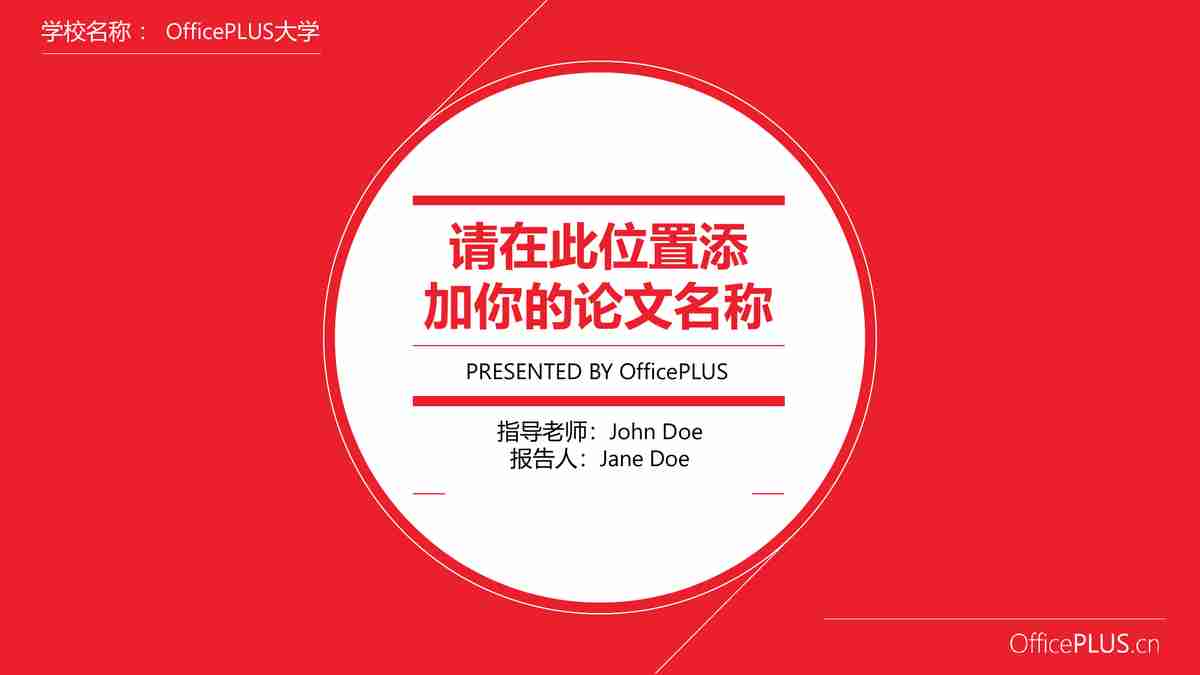 学校名称： OfficePLUS大学
请在此位置添
加你的论文名称
PRESENTED BY OfficePLUS
指导老师：John Doe
报告人：Jane Doe
OfficePLUS.cn